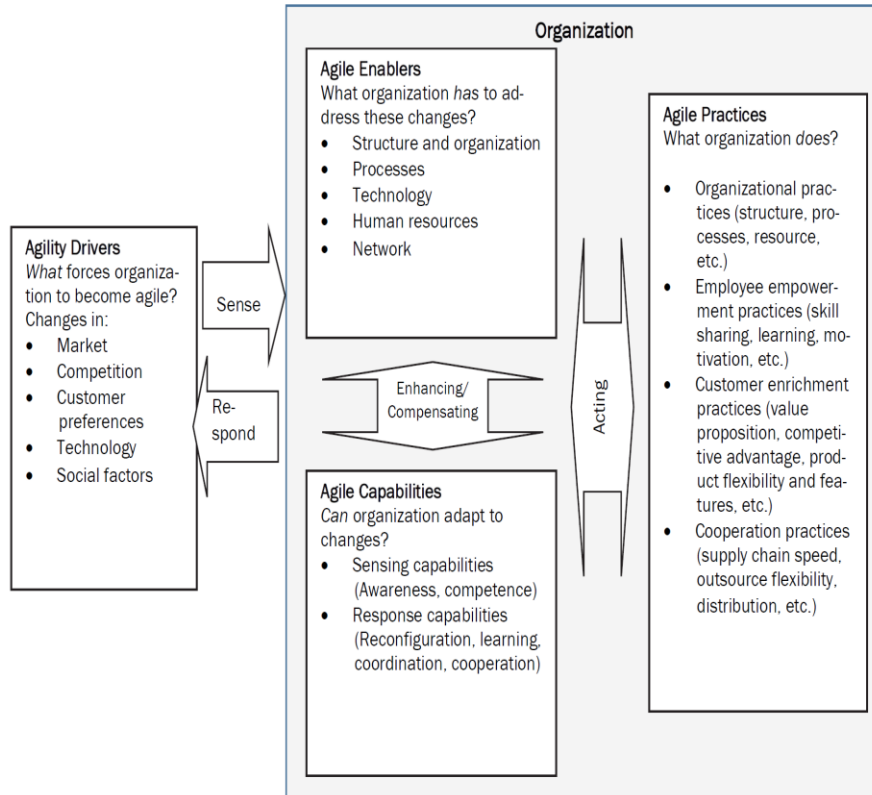 Organization
Agile Enablers
What organization has to ad-
dress these changes?
• Structure and organization
• Processes
• Technology
• Human resources
• Network
Agility Drivers
What forces organiza-
tion to become agile?
Changes in:
• Market
• Competition
• Customer
preferences
• Technology
• Social factors
Sense
Re-
spond
Enhancing/
Compensating
Acting
Agile Capabilities
Can organization adapt to
changes?
• Sensing capabilities
(Awareness, competence)
• Response capabilities
(Reconfiguration, learning,
coordination, cooperation)
Agile Practices
What organization does?
• Organizational prac-
tices (structure, pro-
cesses, resource,
etc.)
• Employee empower-
ment practices (skill
sharing, learning, mo-
tivation, etc.)
• Customer enrichment
practices (value
proposition, competi-
tive advantage, prod-
uct flexibility and fea-
tures, etc.)
• Cooperation practices
(supply chain speed,
outsource flexibility,
distribution, etc.)